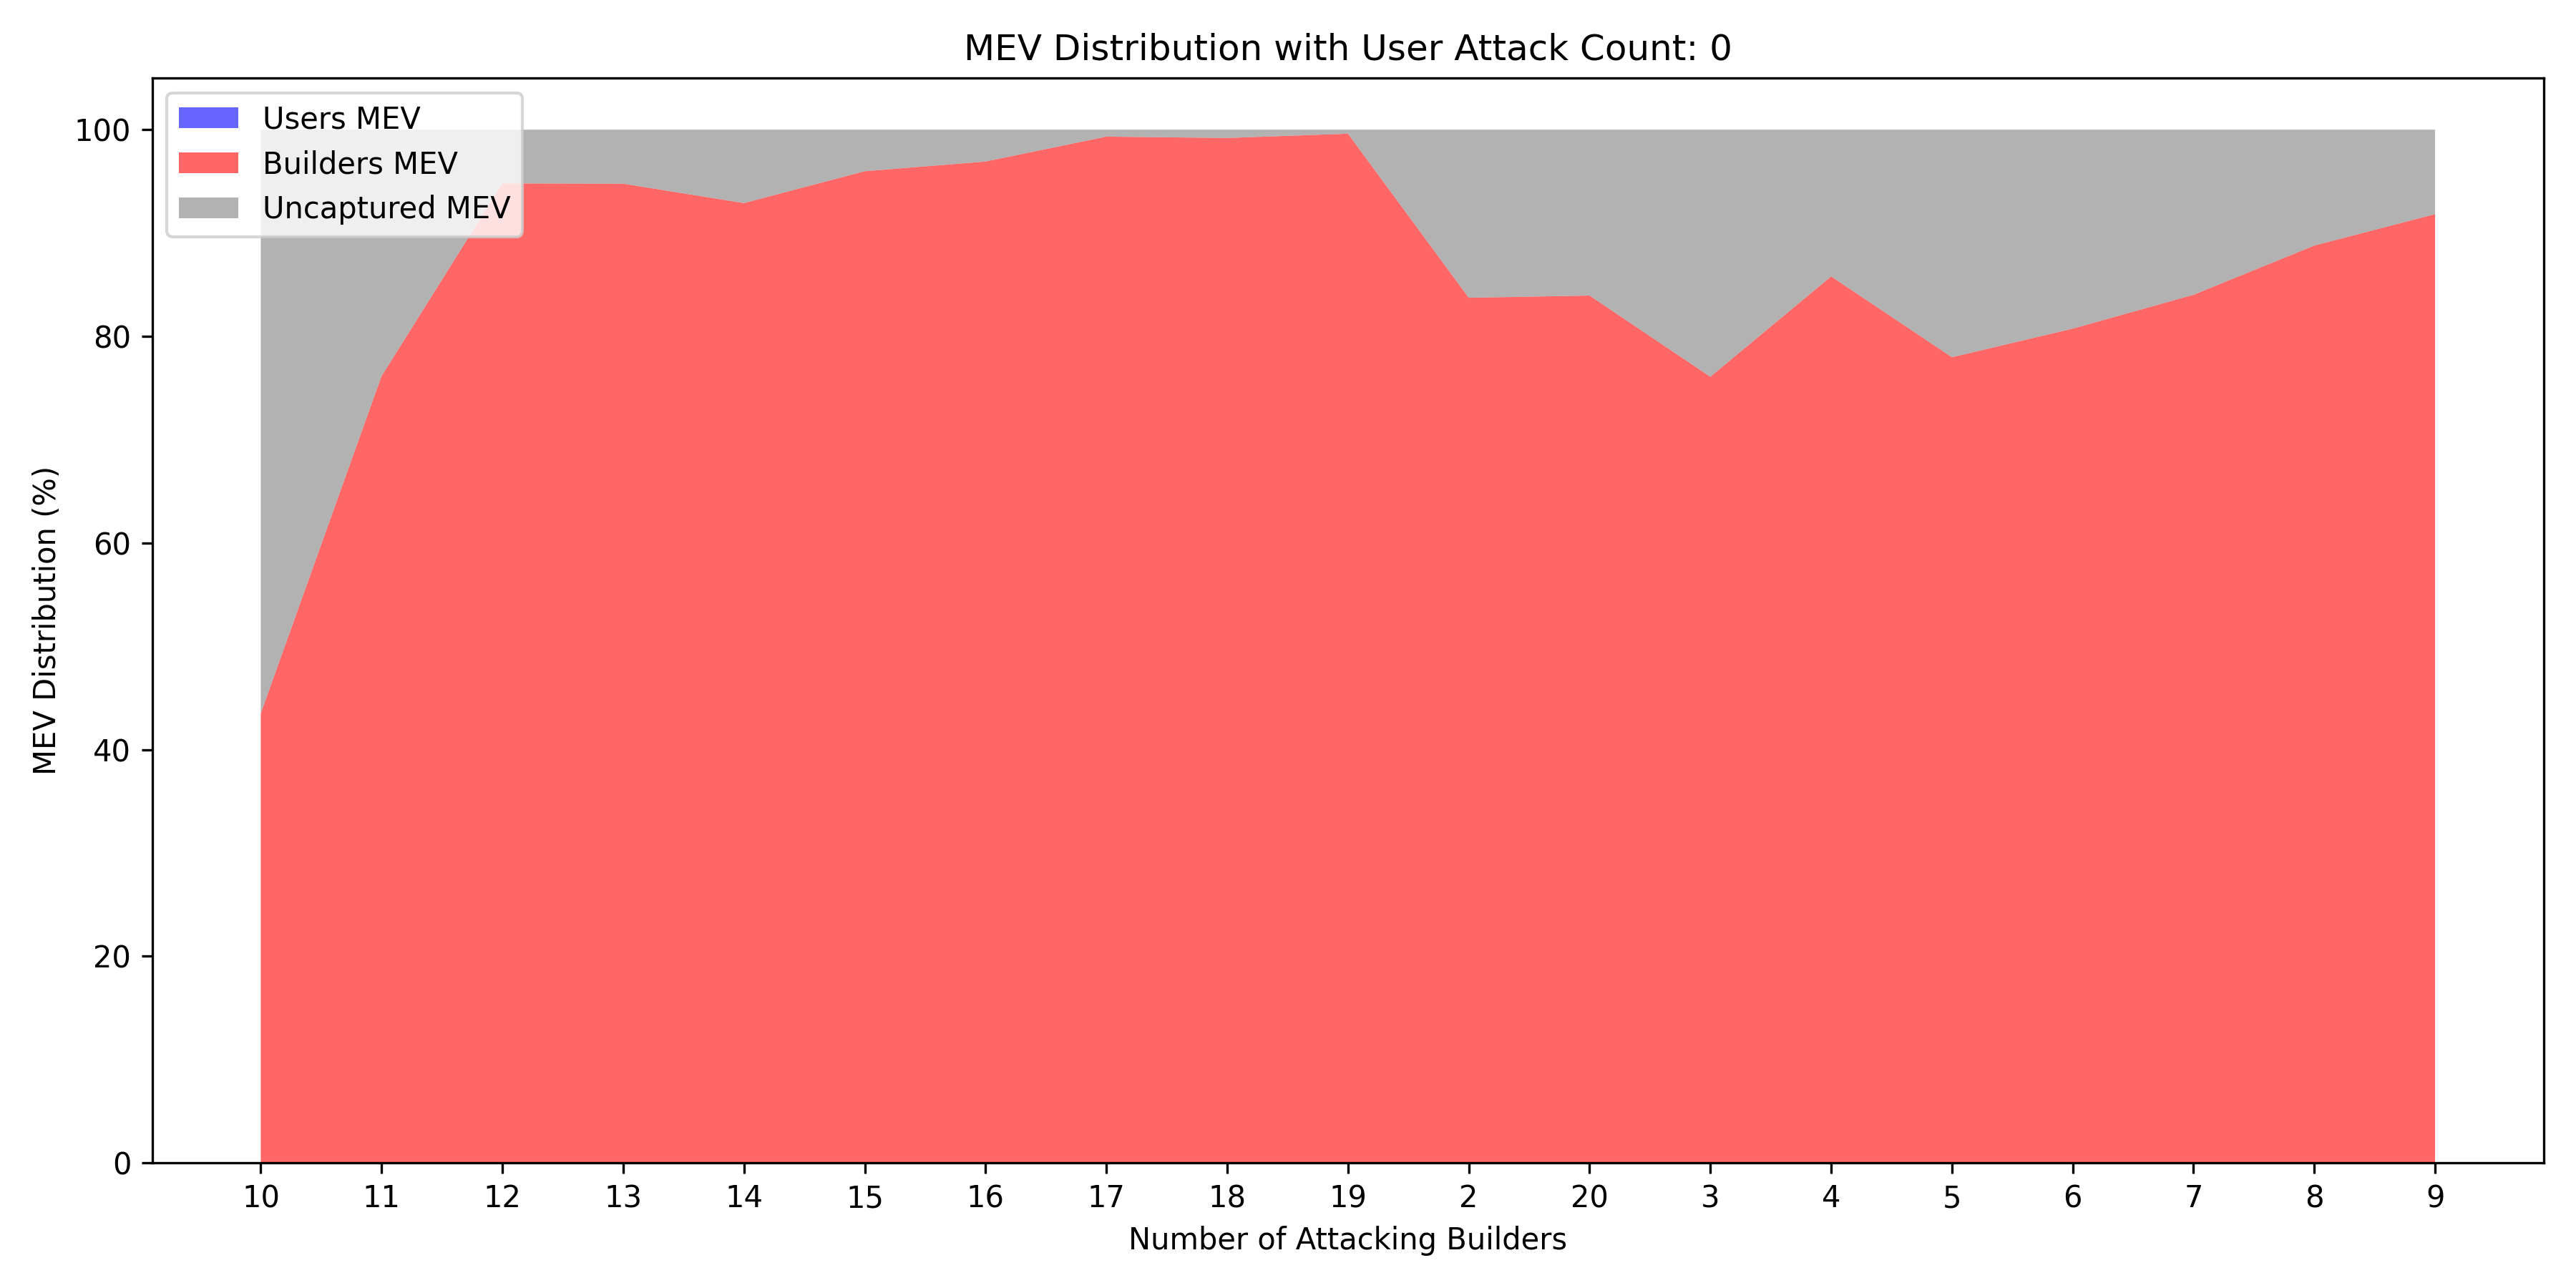 MEV Distribution with User Attack Count: 0
Users MEV
Builders MEV
Uncaptured MEV
MEV Distribution (%)
100
80
60
40
20
0
10 11 12 13 14 15 16 17 18 19 2 20 3 4 5 6 7 8 9
Number of Attacking Builders